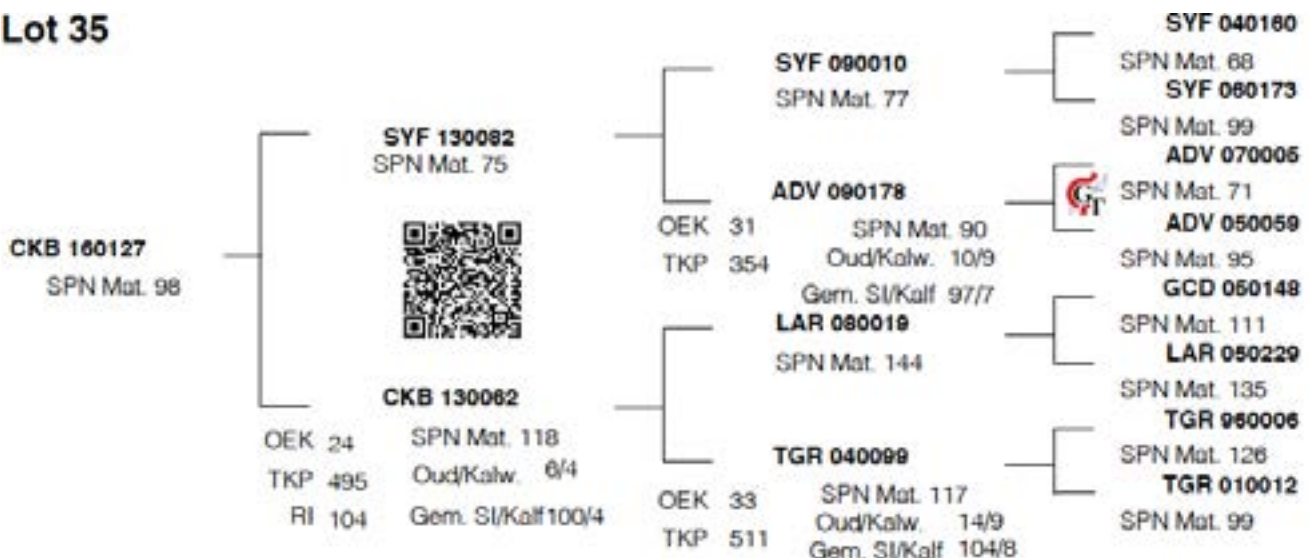 Lot 35
CKB 160127
SPN Mat. 98
SYF 130082
SPN Mat. 75
CKB 130062
OEK 24 SPN Mat. 118
TKP 495 Oud/Kalw. 6/4
RI 104 Gem. SI/Kalf 100/4
SYF 090010
SPN Mat. 77
ADV 090178
OEK 31 SPN Mat. 90
TKP 354 Oud/Kalw. 10/9
Gem. SI/Kalf 97/7
LAR 080019
SPN Mat. 144
TGR 040099
OEK 33 SPN Mat. 117
Oud/Kalw. 14/9
TKP 511 Gem. SI/Kalf 104/8
SYF 040160
SPN Mat. 68
SYF 060173
SPN Mat. 99
ADV 070005
GT SPN Mat. 71
ADV 050059
SPN Mat. 95
GCD 050148
SPN Mat. 111
LAR 050229
SPN Mat. 135
TGR 960006
SPN Mat. 126
TGR 010012
SPN Mat. 99